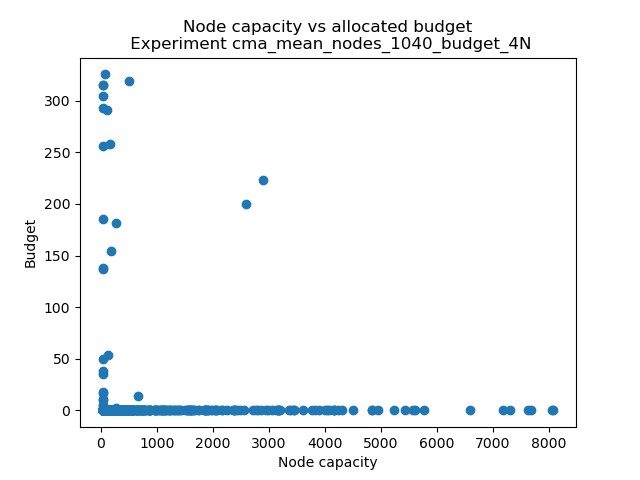 Node capacity vs allocated budget
Experiment cma_mean_nodes_1040_budget_4N
300
250
200
150
100
50
0
Budget
0 1000 2000 3000 4000 5000 6000 7000 8000
Node capacity